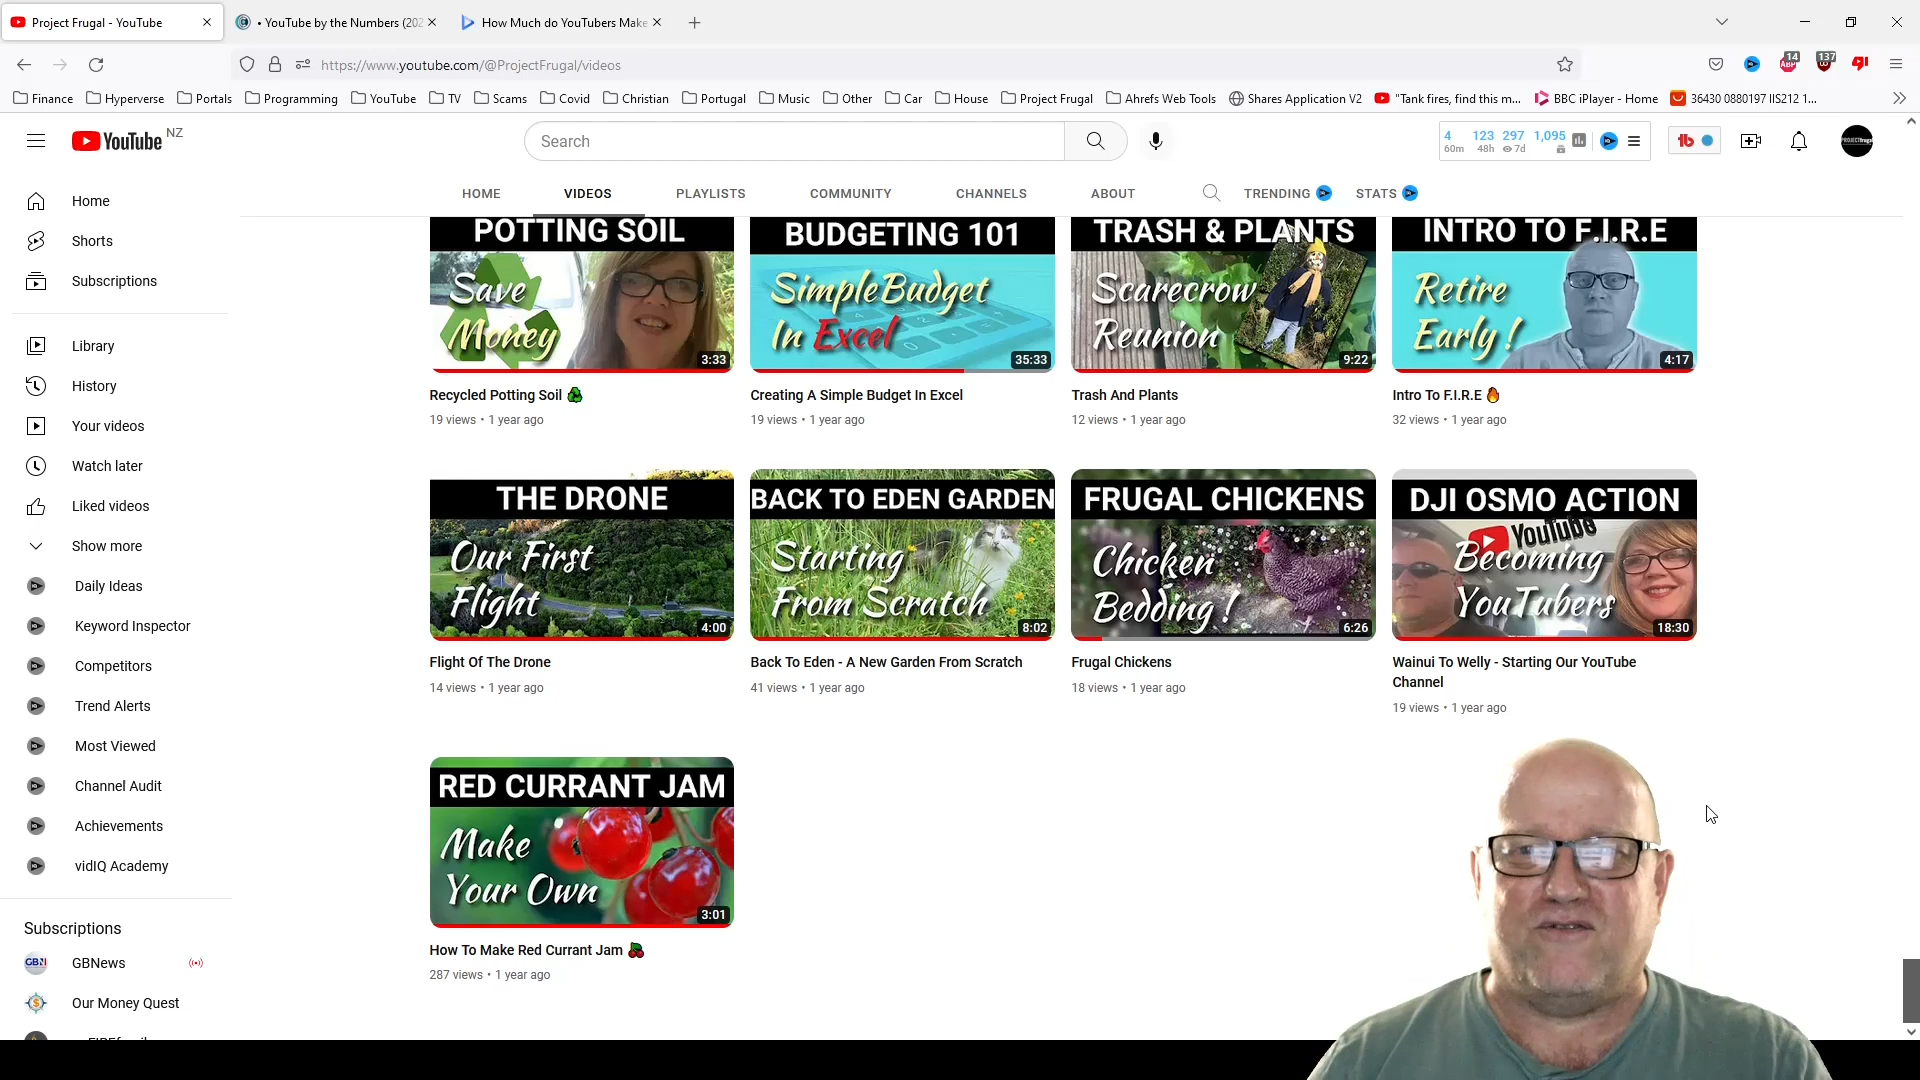 Project Frugal - YouTube
• YouTube by the Numbers (202
How Much do YouTubers Make
https://www.youtube.com/@ProjectFrugal/videos
14
137
Finance
Hyperverse
Portals
Programming
YouTube
TV
Scams
Covid
Christian
Portugal
Music
Other
Car
House
Project Frugal
Ahrefs Web Tools
Shares Application V2
"Tank fires, find this m...
BBC iPlayer - Home
36430 0880197 IIS212 1...
YouTube NZ
Search
4 123 297 1,095
60m 48h 7d
HOME
VIDEOS
PLAYLISTS
COMMUNITY
CHANNELS
ABOUT
TRENDING
STATS
Home
Shorts
Subscriptions
Library
History
Your videos
Watch later
Liked videos
Show more
Daily Ideas
Keyword Inspector
Competitors
Trend Alerts
Most Viewed
Channel Audit
Achievements
vidIQ Academy
Subscriptions
GBNews
Our Money Quest
POTTING SOIL
Save
Money
3:33
Recycled Potting Soil
19 views • 1 year ago
BUDGETING 101
Simple Budget
In Excel
35:33
Creating A Simple Budget In Excel
19 views • 1 year ago
TRASH & PLANTS
Scarecrow
Reunion
9:22
Trash And Plants
12 views • 1 year ago
INTRO TO F.I.R.E
Retire
Early!
4:17
Intro To F.I.R.E
32 views • 1 year ago
THE DRONE
Our First
Flight
4:00
Flight Of The Drone
14 views • 1 year ago
BACK TO EDEN GARDEN
Starting
From Scratch
8:02
Back To Eden - A New Garden From Scratch
41 views • 1 year ago
FRUGAL CHICKENS
Chicken
Bedding!
6:26
Frugal Chickens
18 views • 1 year ago
DJI OSMO ACTION
YouTube
Becoming
YouTubers
18:30
Wainui To Welly - Starting Our YouTube
Channel
19 views • 1 year ago
RED CURRANT JAM
Make
Your Own
3:01
How To Make Red Currant Jam
287 views • 1 year ago